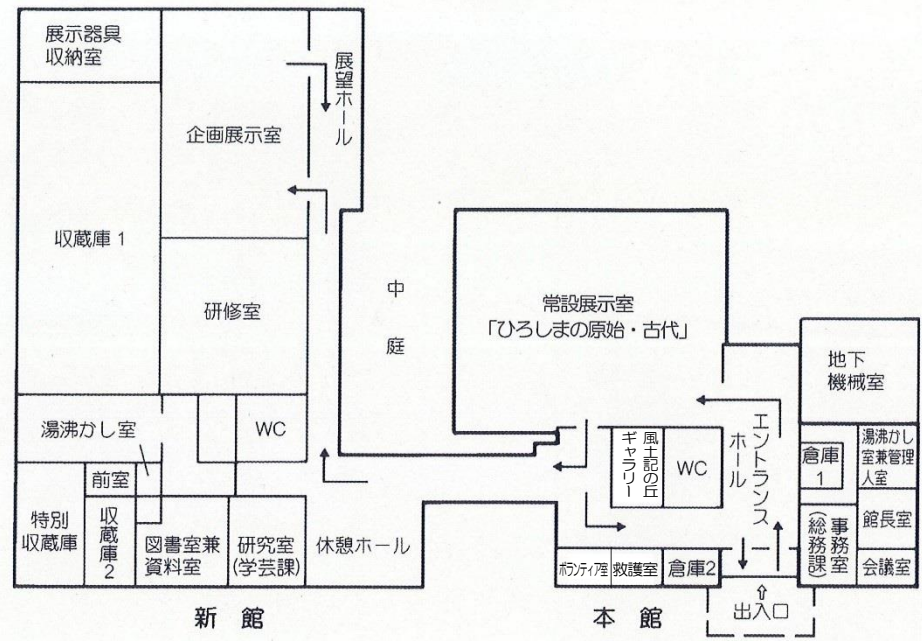 展示器具
収納室
企画展示室
展望ホール
収蔵庫 1
研修室
中庭
常設展示室
「ひろしまの原始・古代」
地下
機械室
湯沸かし室
WC
風土記の丘
ギャラリー
WC
エントランス
ホール
倉庫
1
湯沸かし
室兼管理
人室
前室
特別
収蔵庫
収蔵庫2
図書室兼
資料室
研究室
(学芸課)
休憩ホール
ボランティア室
救護室
倉庫2
事務室
(総務課)
館長室
会議室
出入口
新館
本館